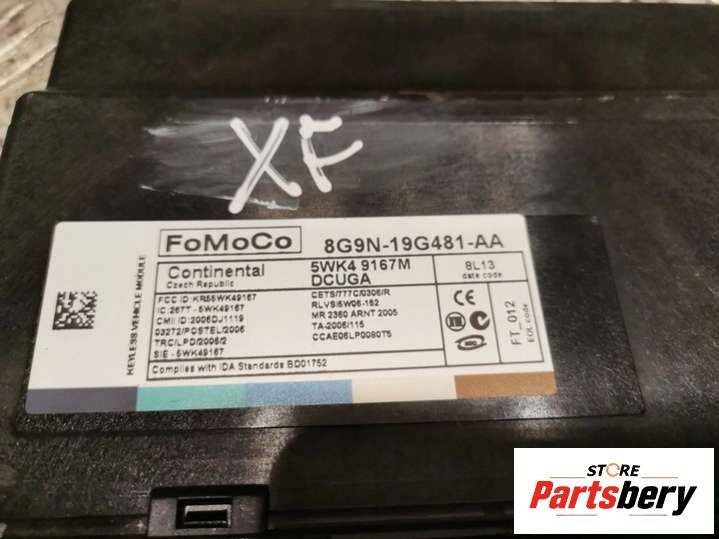 XF
FoMoCo 8G9N-19G481-AA
KEYLESS VEHICLE MODULE
Continental
Czech Republic
5WK4 9167M
DCUGA
8L13
date code
FCC ID: KR55WK49167
IC:267T - 5WK49167
CMII ID: 2006DJ1119
03272/POSTEL/2006
TRC/LPD/2006/2
SIE - 5WK49167
CETS/777C/0306/R
RLVSI5W06-152
MR 2360 ARNT 2005
TA-2006/115
CCAE06LP0080T5
FT_012
EOL code
Complies with IDA Standards BD01752
STORE
Partsbery